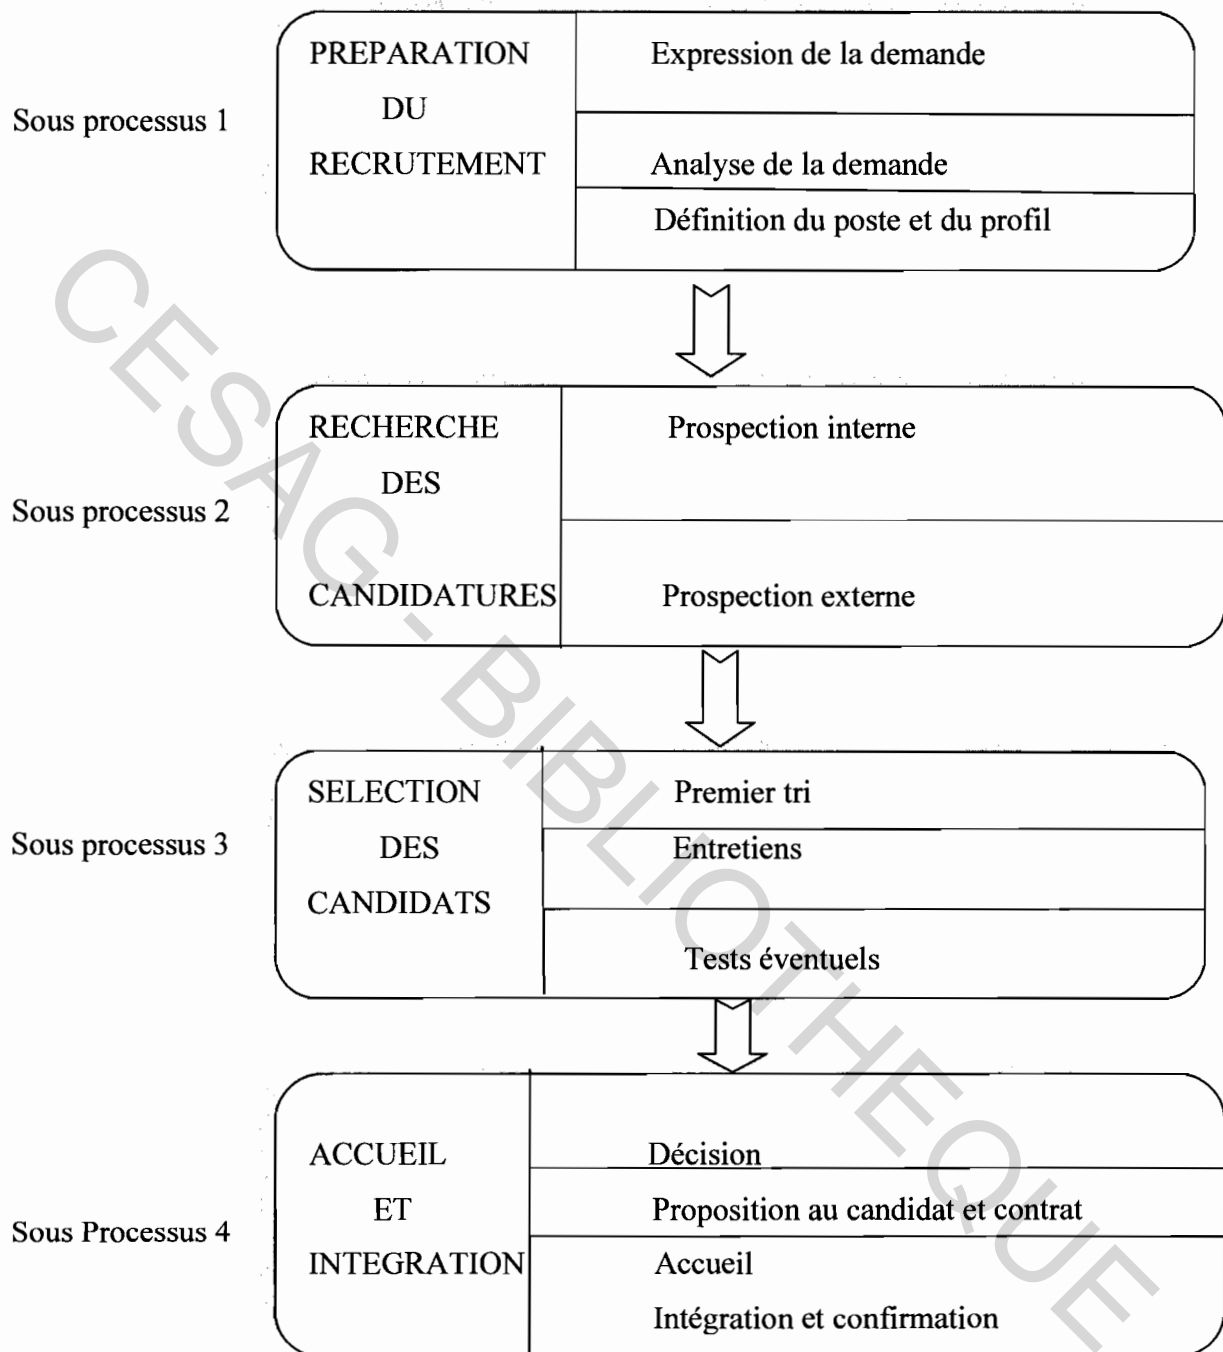 Sous processus 1
PREPARATION
DU
RECRUTEMENT
Expression de la demande
Analyse de la demande
Définition du poste et du profil
Sous processus 2
RECHERCHE
DES
CANDIDATURES
Prospection interne
Prospection externe
Sous processus 3
SELECTION
DES
CANDIDATS
Premier tri
Entretiens
Tests éventuels
Sous Processus 4
ACCUEIL
ET
INTEGRATION
Décision
Proposition au candidat et contrat
Accueil
Intégration et confirmation
CESAG - BIBLIOTHEQUE